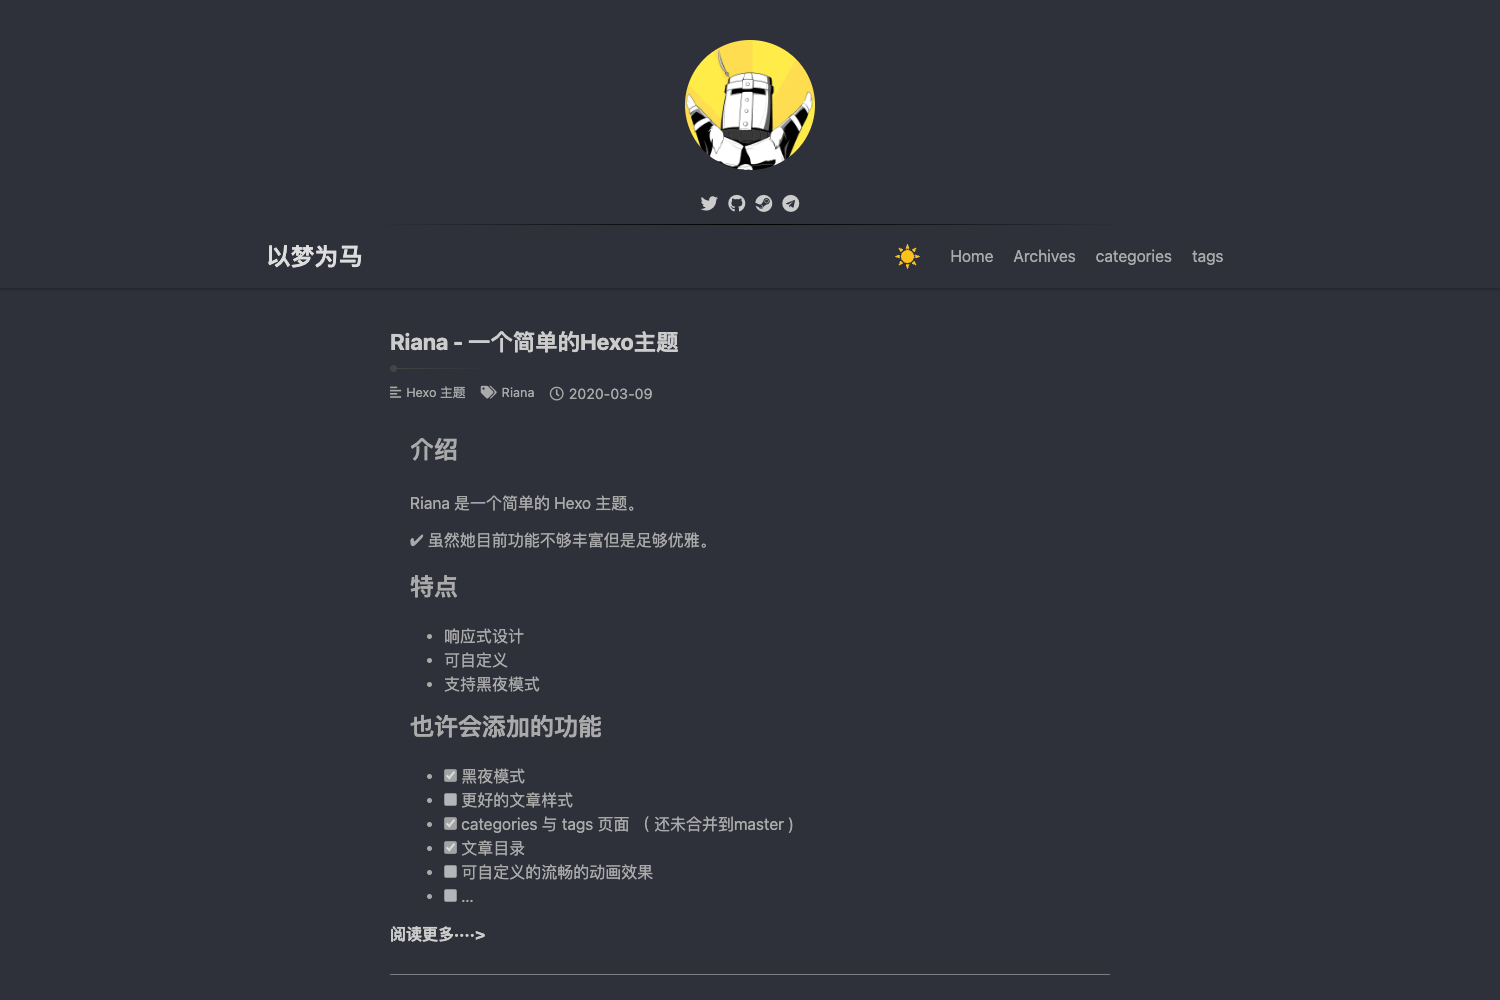 以梦为马
Home Archives categories tags
Riana - 一个简单的Hexo主题
Hexo 主题 Riana 2020-03-09
介绍
Riana 是一个简单的 Hexo 主题。
✔ 虽然她目前功能不够丰富但是足够优雅。
特点
响应式设计
可自定义
支持黑夜模式
也许会添加的功能
黑夜模式
更好的文章样式
categories 与 tags 页面 （ 还未合并到master )
文章目录
可自定义的流畅的动画效果
...
阅读更多····>